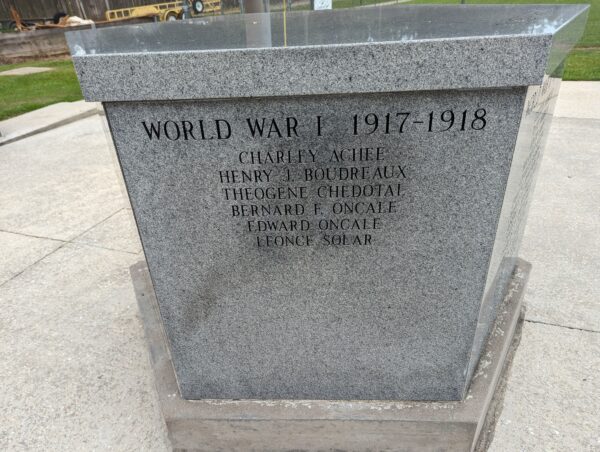 WORLD WAR I 1917-1918
CHARLEY ACHEE
HENRY J. BOUDREAUX
THEOGENE CHEDOTAL
BERNARD F. ONCALE
EDWARD ONCALE
LEONCE SOLAR